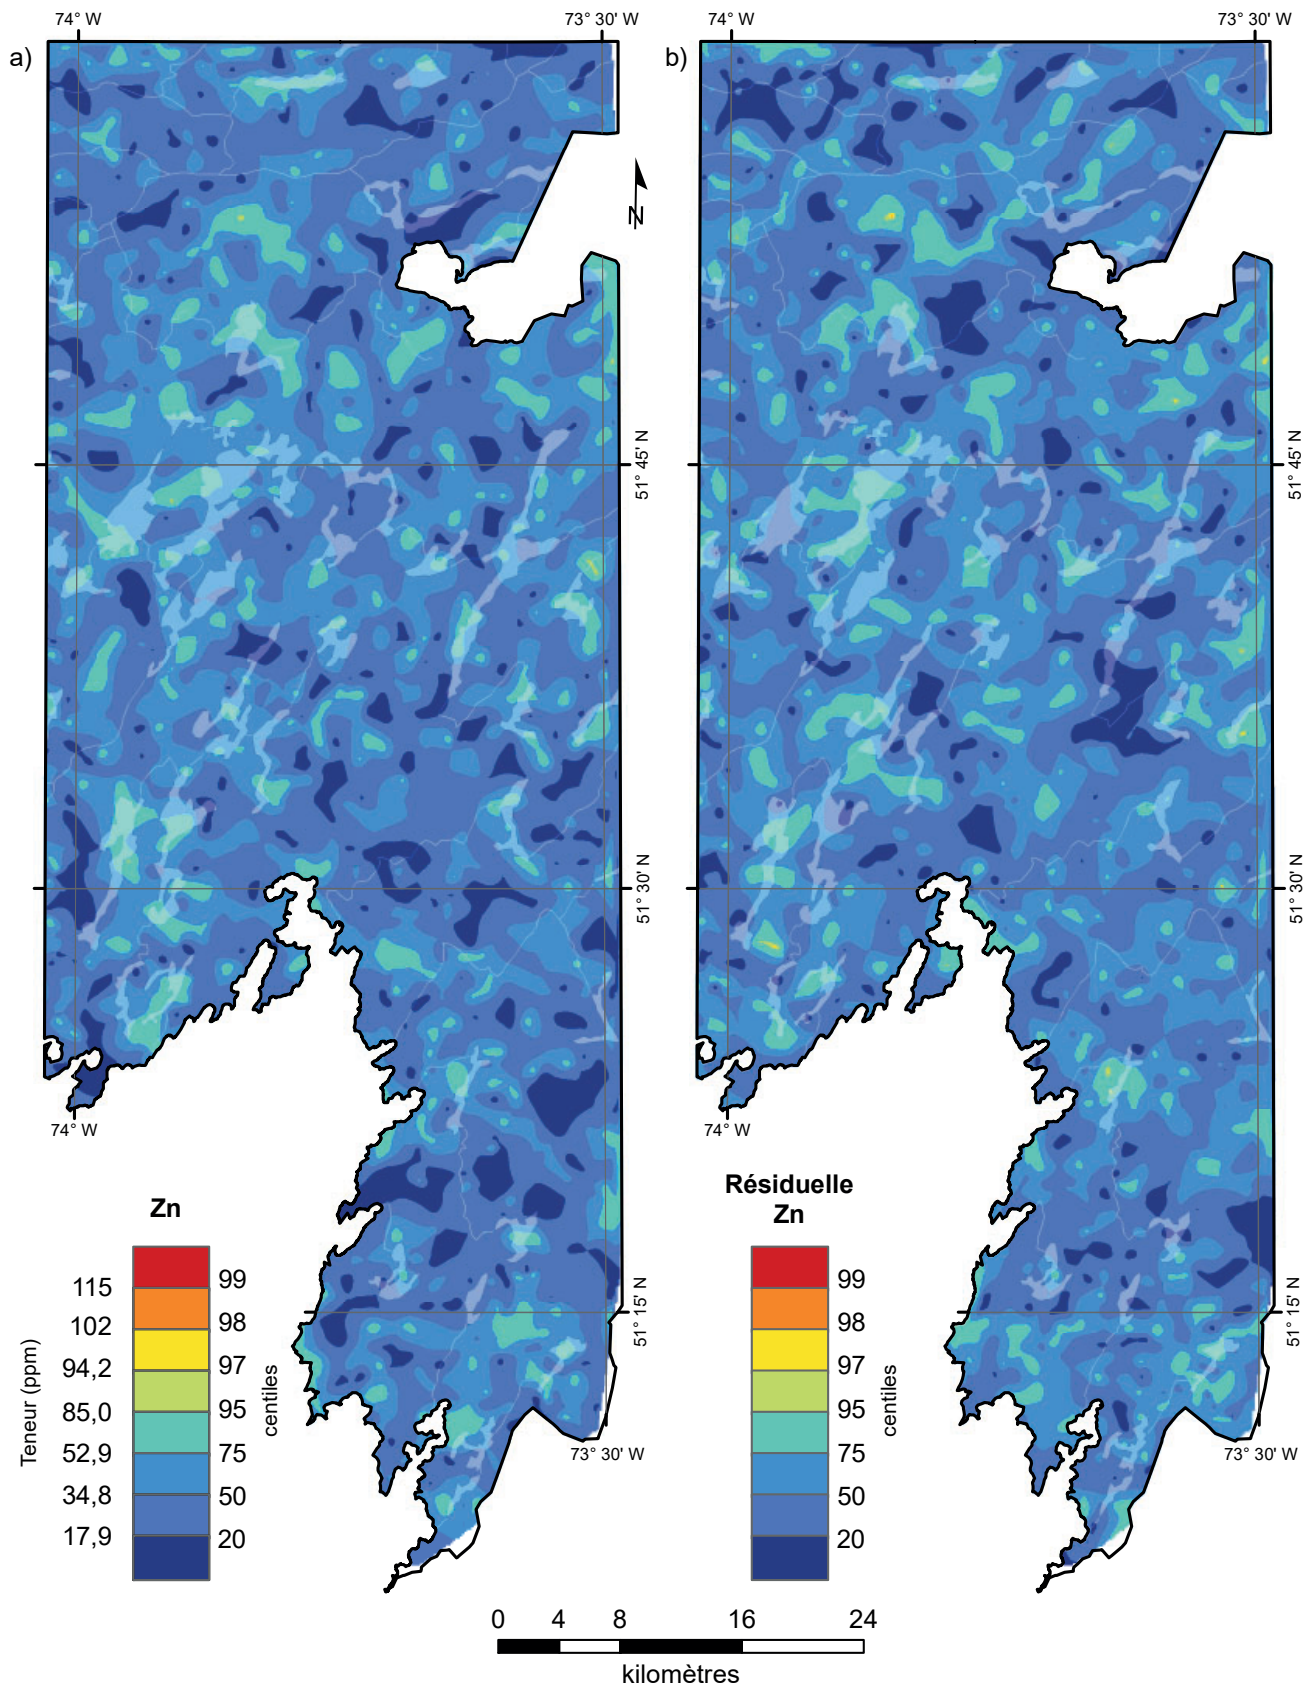 74° W
73° 30' W
74° W
73° 30' W
a)
b)
N
51° 45' N
51° 45' N
51° 30' N
51° 30' N
74° W
74° W
Zn
Résiduelle
Zn
51° 15' N
51° 15' N
115
102
94,2
85,0
52,9
34,8
17,9
Teneur (ppm)
99
98
97
95
75
50
20
centiles
99
98
97
95
75
50
20
centiles
73° 30' W
73° 30' W
0 4 8 16 24
kilomètres